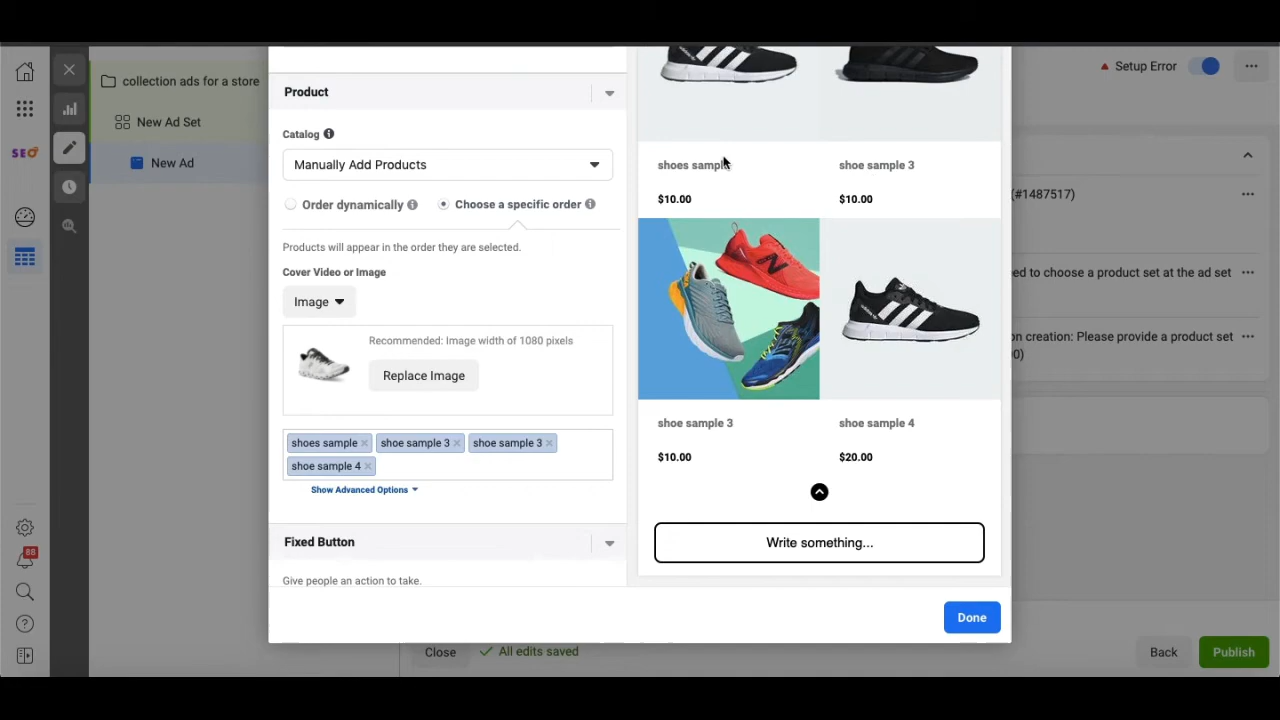 collection ads for a store
New Ad Set
New Ad
SEO
88
Product
Catalog
Manually Add Products
Order dynamically
Choose a specific order
Products will appear in the order they are selected.
Cover Video or Image
Image
Recommended: Image width of 1080 pixels
Replace Image
shoes sample × shoe sample 3 × shoe sample 3 ×
shoe sample 4 ×
Show Advanced Options
Fixed Button
Give people an action to take.
shoes sample
shoe sample 3
$10.00
$10.00
shoe sample 3
shoe sample 4
$10.00
$20.00
Write something...
Done
Setup Error
(#1487517)
ed to choose a product set at the ad set
on creation: Please provide a product set
00)
Close
All edits saved
Back
Publish